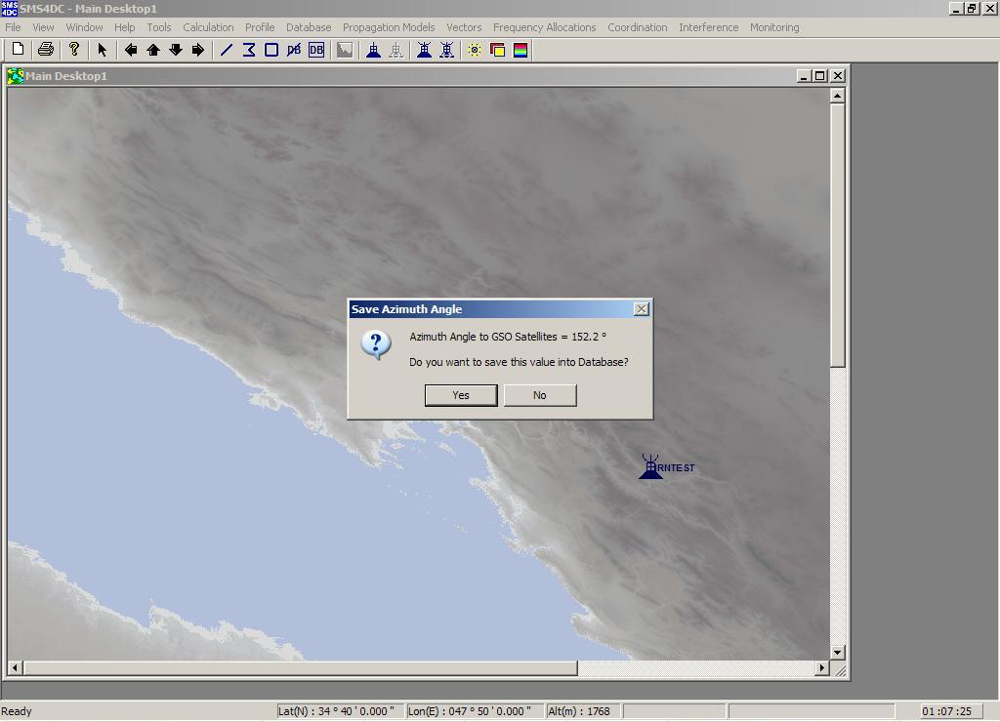 SMS4DC - Main Desktop1
File View Window Help Tools Calculation Profile Database Propagation Models Vectors Frequency Allocations Coordination Interference Monitoring
DB DB
Main Desktop1
Save Azimuth Angle
Azimuth Angle to GSO Satellites = 152.2 °
Do you want to save this value into Database?
Yes No
RNTEST
Ready Lat(N) : 34 ° 40 ' 0.000 " Lon(E) : 047 ° 50 ' 0.000 " Alt(m) : 1768 01:07:25